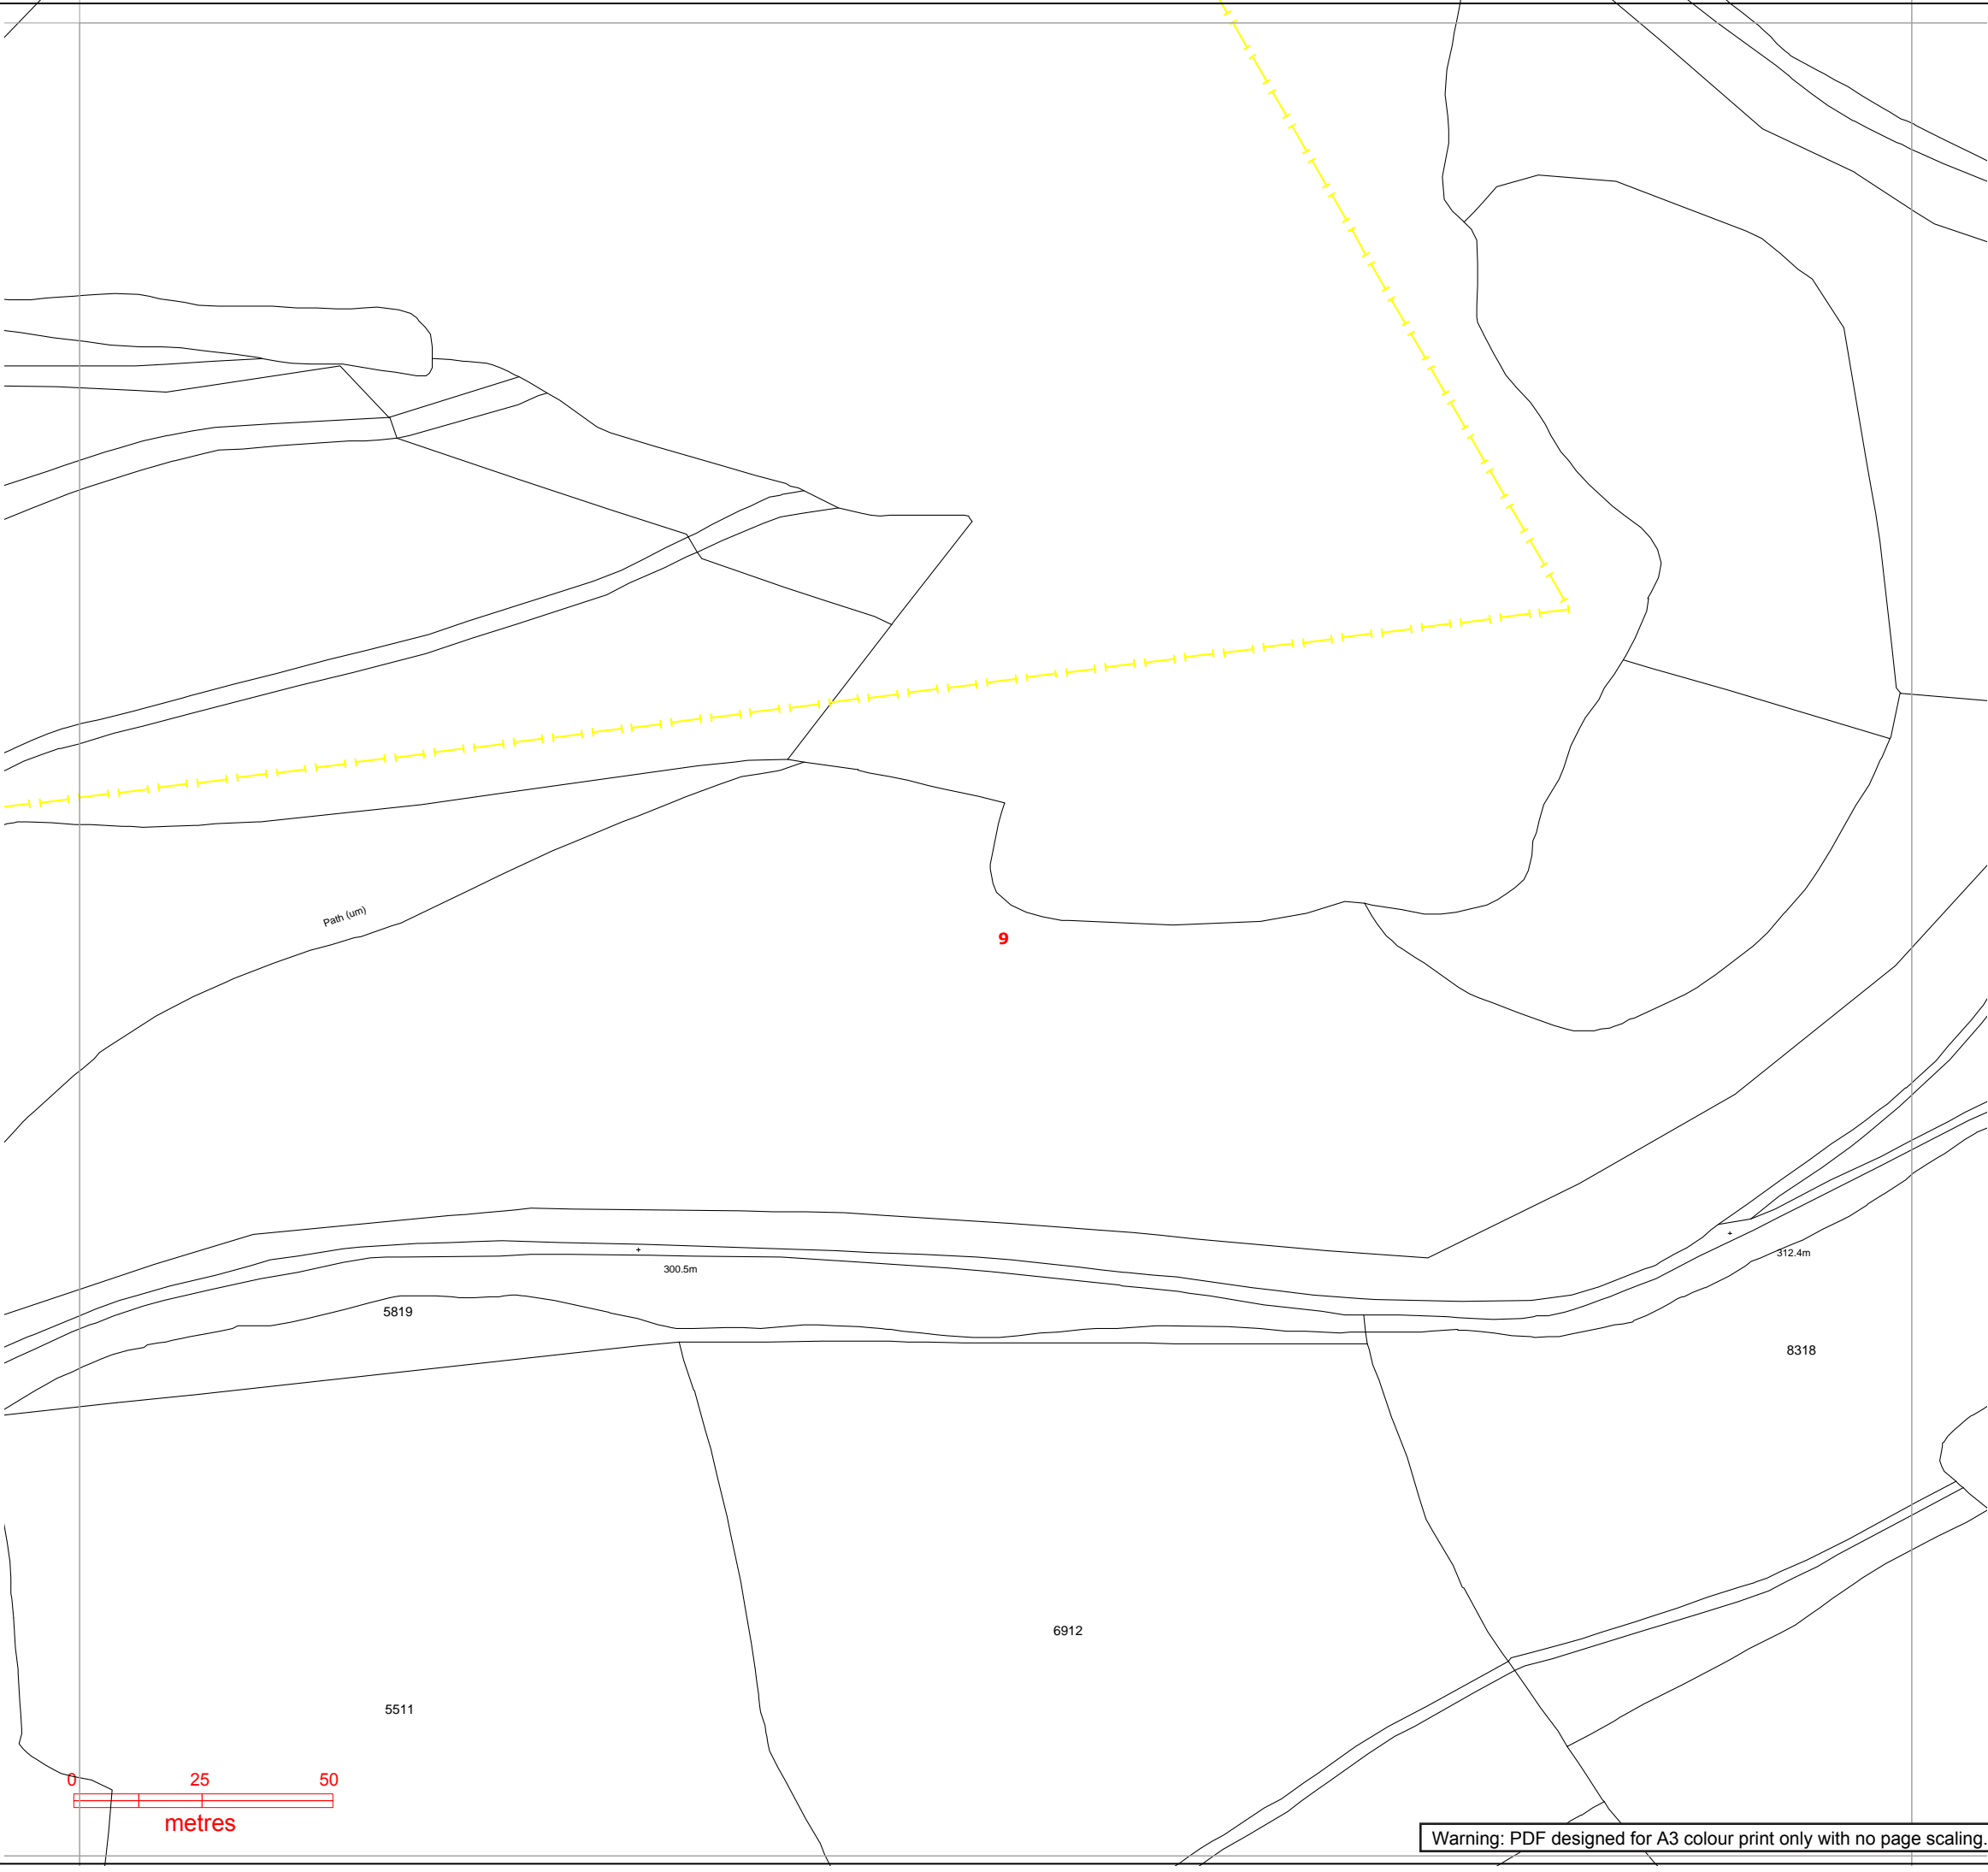 Path (um)
9
300.5m
312.4m
5819
8318
6912
5511
0 25 50
metres
Warning: PDF designed for A3 colour print only with no page scaling.